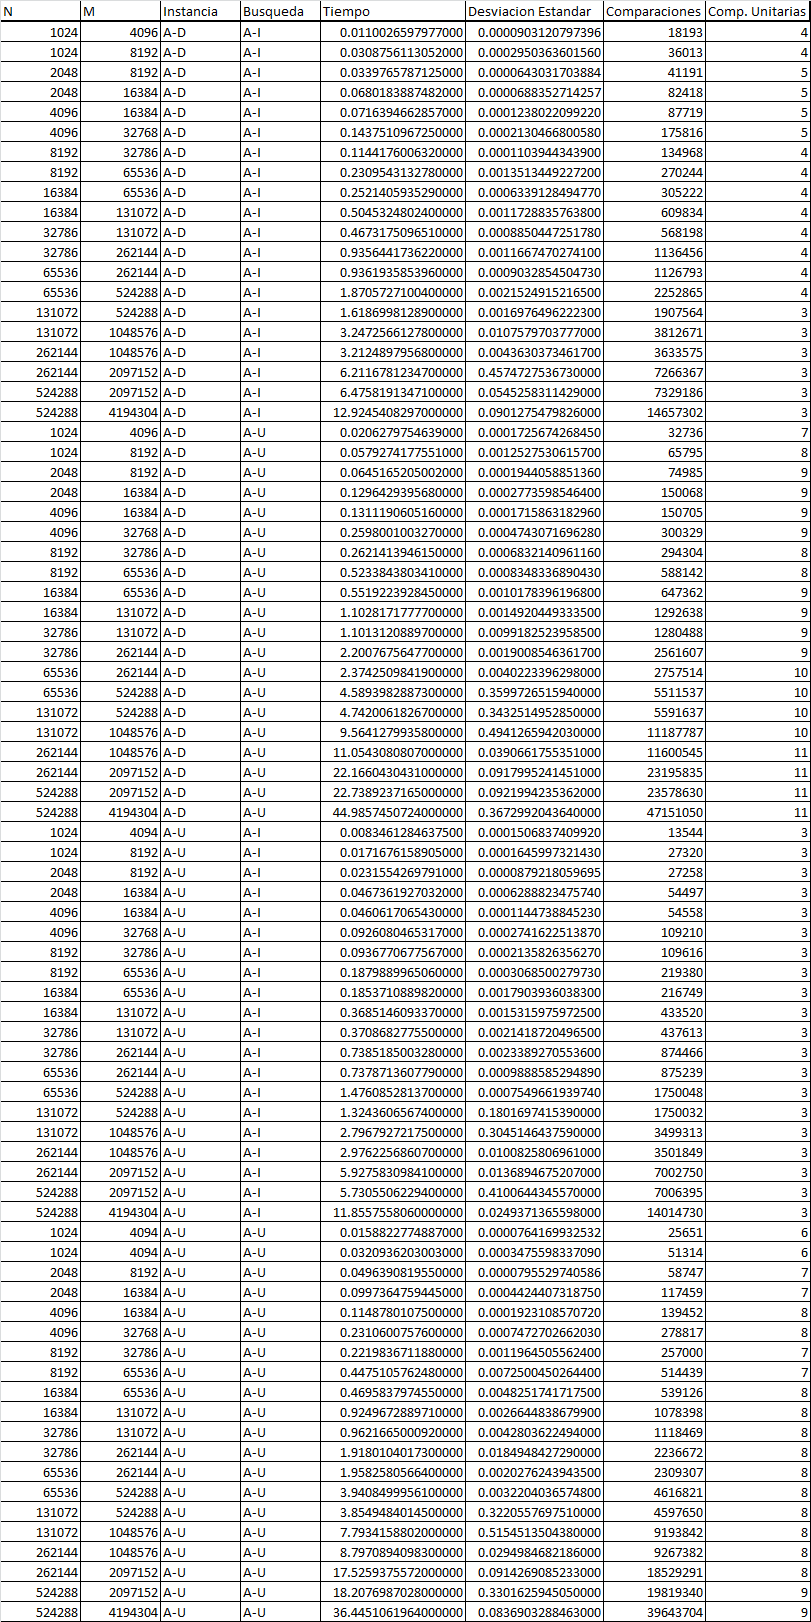 N M Instancia Busqueda Tiempo Desviacion Estandar Comparaciones Comp. Unitarias
1024 4096 A-D A-I 0.0110026597977000 0.0000903120797396 18193 4
1024 8192 A-D A-I 0.0308756113052000 0.0002950363601560 36013 4
2048 8192 A-D A-I 0.0339765787125000 0.0000643031703884 41191 5
2048 16384 A-D A-I 0.0680183887482000 0.0000688352714257 82418 5
4096 16384 A-D A-I 0.0716394662857000 0.0001238022099220 87719 5
4096 32768 A-D A-I 0.1437510967250000 0.0002130466800580 175816 5
8192 32786 A-D A-I 0.1144176006320000 0.0001103944343900 134968 4
8192 65536 A-D A-I 0.2309543132780000 0.0013513449227200 270244 4
16384 65536 A-D A-I 0.2521405935290000 0.0006339128494770 305222 4
16384 131072 A-D A-I 0.5045324802400000 0.0011728835763800 609834 4
32786 131072 A-D A-I 0.4673175096510000 0.0008850447251780 568198 4
32786 262144 A-D A-I 0.9356441736220000 0.0011667470274100 1136456 4
65536 262144 A-D A-I 0.9361935853960000 0.0009032854504730 1126793 4
65536 524288 A-D A-I 1.8705727100400000 0.0021524915216500 2252865 4
131072 524288 A-D A-I 1.6186998128900000 0.0016976496222300 1907564 3
131072 1048576 A-D A-I 3.2472566127800000 0.0107579703777000 3812671 3
262144 1048576 A-D A-I 3.2124897956800000 0.0043630373461700 3633575 3
262144 2097152 A-D A-I 6.2116781234700000 0.4574727536730000 7266367 3
524288 2097152 A-D A-I 6.4758191347100000 0.0545258311429000 7329186 3
524288 4194304 A-D A-I 12.9245408297000000 0.0901275479826000 14657302 3
1024 4096 A-D A-U 0.0206279754639000 0.0001725674268450 32736 7
1024 8192 A-D A-U 0.0579274177551000 0.0012527530615700 65795 8
2048 8192 A-D A-U 0.0645165205002000 0.0001944058851360 74985 9
2048 16384 A-D A-U 0.1296429395680000 0.0002773598546400 150068 9
4096 16384 A-D A-U 0.1311190605160000 0.0001715863182960 150705 9
4096 32768 A-D A-U 0.2598001003270000 0.0004743071696280 300329 9
8192 32786 A-D A-U 0.2621413946150000 0.0006832140961160 294304 8
8192 65536 A-D A-U 0.5233843803410000 0.0008348336890430 588142 8
16384 65536 A-D A-U 0.5519223928450000 0.0010178396196800 647362 9
16384 131072 A-D A-U 1.1028171777700000 0.0014920449333500 1292638 9
32786 131072 A-D A-U 1.1013120889700000 0.0099182523958500 1280488 9
32786 262144 A-D A-U 2.2007675647700000 0.0019008546361700 2561607 9
65536 262144 A-D A-U 2.3742509841900000 0.0040223396298000 2757514 10
65536 524288 A-D A-U 4.5893982887300000 0.3599726515940000 5511537 10
131072 524288 A-D A-U 4.7420061826700000 0.3432514952850000 5591637 10
131072 1048576 A-D A-U 9.5641279935800000 0.4941265942030000 11187787 10
262144 1048576 A-D A-U 11.0543080807000000 0.0390661755351000 11600545 11
262144 2097152 A-D A-U 22.1660430431000000 0.0917995241451000 23195835 11
524288 2097152 A-D A-U 22.7389237165000000 0.0921994235362000 23578630 11
524288 4194304 A-D A-U 44.9857450724000000 0.3672992043640000 47151050 11
1024 4094 A-U A-I 0.0083461284637500 0.0001506837409920 13544 3
1024 8192 A-U A-I 0.0171676158905000 0.0001645997321430 27320 3
2048 8192 A-U A-I 0.0231554269791000 0.0000879218059695 27258 3
2048 16384 A-U A-I 0.0467361927032000 0.0006288823475740 54497 3
4096 16384 A-U A-I 0.0460617065430000 0.0001144738845230 54558 3
4096 32768 A-U A-I 0.0926080465317000 0.0002741622513870 109210 3
8192 32786 A-U A-I 0.0936770677567000 0.0002135826356270 109616 3
8192 65536 A-U A-I 0.1879889965060000 0.0003068500279730 219380 3
16384 65536 A-U A-I 0.1853710889820000 0.0017903936038300 216749 3
16384 131072 A-U A-I 0.3685146093370000 0.0015315975972500 433520 3
32786 131072 A-U A-I 0.3708682775500000 0.0021418720496500 437613 3
32786 262144 A-U A-I 0.7385185003280000 0.0023389270553600 874466 3
65536 262144 A-U A-I 0.7378713607790000 0.0009888585294890 875239 3
65536 524288 A-U A-I 1.4760852813700000 0.0007549661939740 1750048 3
131072 524288 A-U A-I 1.3243606567400000 0.1801697415390000 1750032 3
131072 1048576 A-U A-I 2.7967927217500000 0.3045146437590000 3499313 3
262144 1048576 A-U A-I 2.9762256860700000 0.0100825806961000 3501849 3
262144 2097152 A-U A-I 5.9275830984100000 0.0136894675207000 7002750 3
524288 2097152 A-U A-I 5.7305506229400000 0.4100644345570000 7006395 3
524288 4194304 A-U A-I 11.8557558060000000 0.0249371365598000 14014730 3
1024 4094 A-U A-U 0.0158822774887000 0.0000764169932532 25651 6
1024 4094 A-U A-U 0.0320936203003000 0.0003475598337090 51314 6
2048 8192 A-U A-U 0.0496390819550000 0.0000795529740586 58747 7
2048 16384 A-U A-U 0.0997364759445000 0.0004424407318750 117459 7
4096 16384 A-U A-U 0.1148780107500000 0.0001923108570720 139452 8
4096 32768 A-U A-U 0.2310600757600000 0.0007472702662030 278817 8
8192 32786 A-U A-U 0.2219836711880000 0.0011964505562400 257000 7
8192 65536 A-U A-U 0.4475105762480000 0.0072500450264400 514439 7
16384 65536 A-U A-U 0.4695837974550000 0.0048251741717500 539126 8
16384 131072 A-U A-U 0.9249672889710000 0.0026644838679900 1078398 8
32786 131072 A-U A-U 0.9621665000920000 0.0042803622494000 1118469 8
32786 262144 A-U A-U 1.9180104017300000 0.0184948427290000 2236672 8
65536 262144 A-U A-U 1.9582580566400000 0.0020276243943500 2309307 8
65536 524288 A-U A-U 3.9408499956100000 0.0032204036574800 4616821 8
131072 524288 A-U A-U 3.8549484014500000 0.3220557697510000 4597650 8
131072 1048576 A-U A-U 7.7934158802000000 0.5154513504380000 9193842 8
262144 1048576 A-U A-U 8.7970894098300000 0.0294984682186000 9267382 8
262144 2097152 A-U A-U 17.5259375572000000 0.0914269085233000 18529291 8
524288 2097152 A-U A-U 18.2076987028000000 0.3301625945050000 19819340 9
524288 4194304 A-U A-U 36.4451061964000000 0.0836903288463000 39643704 9